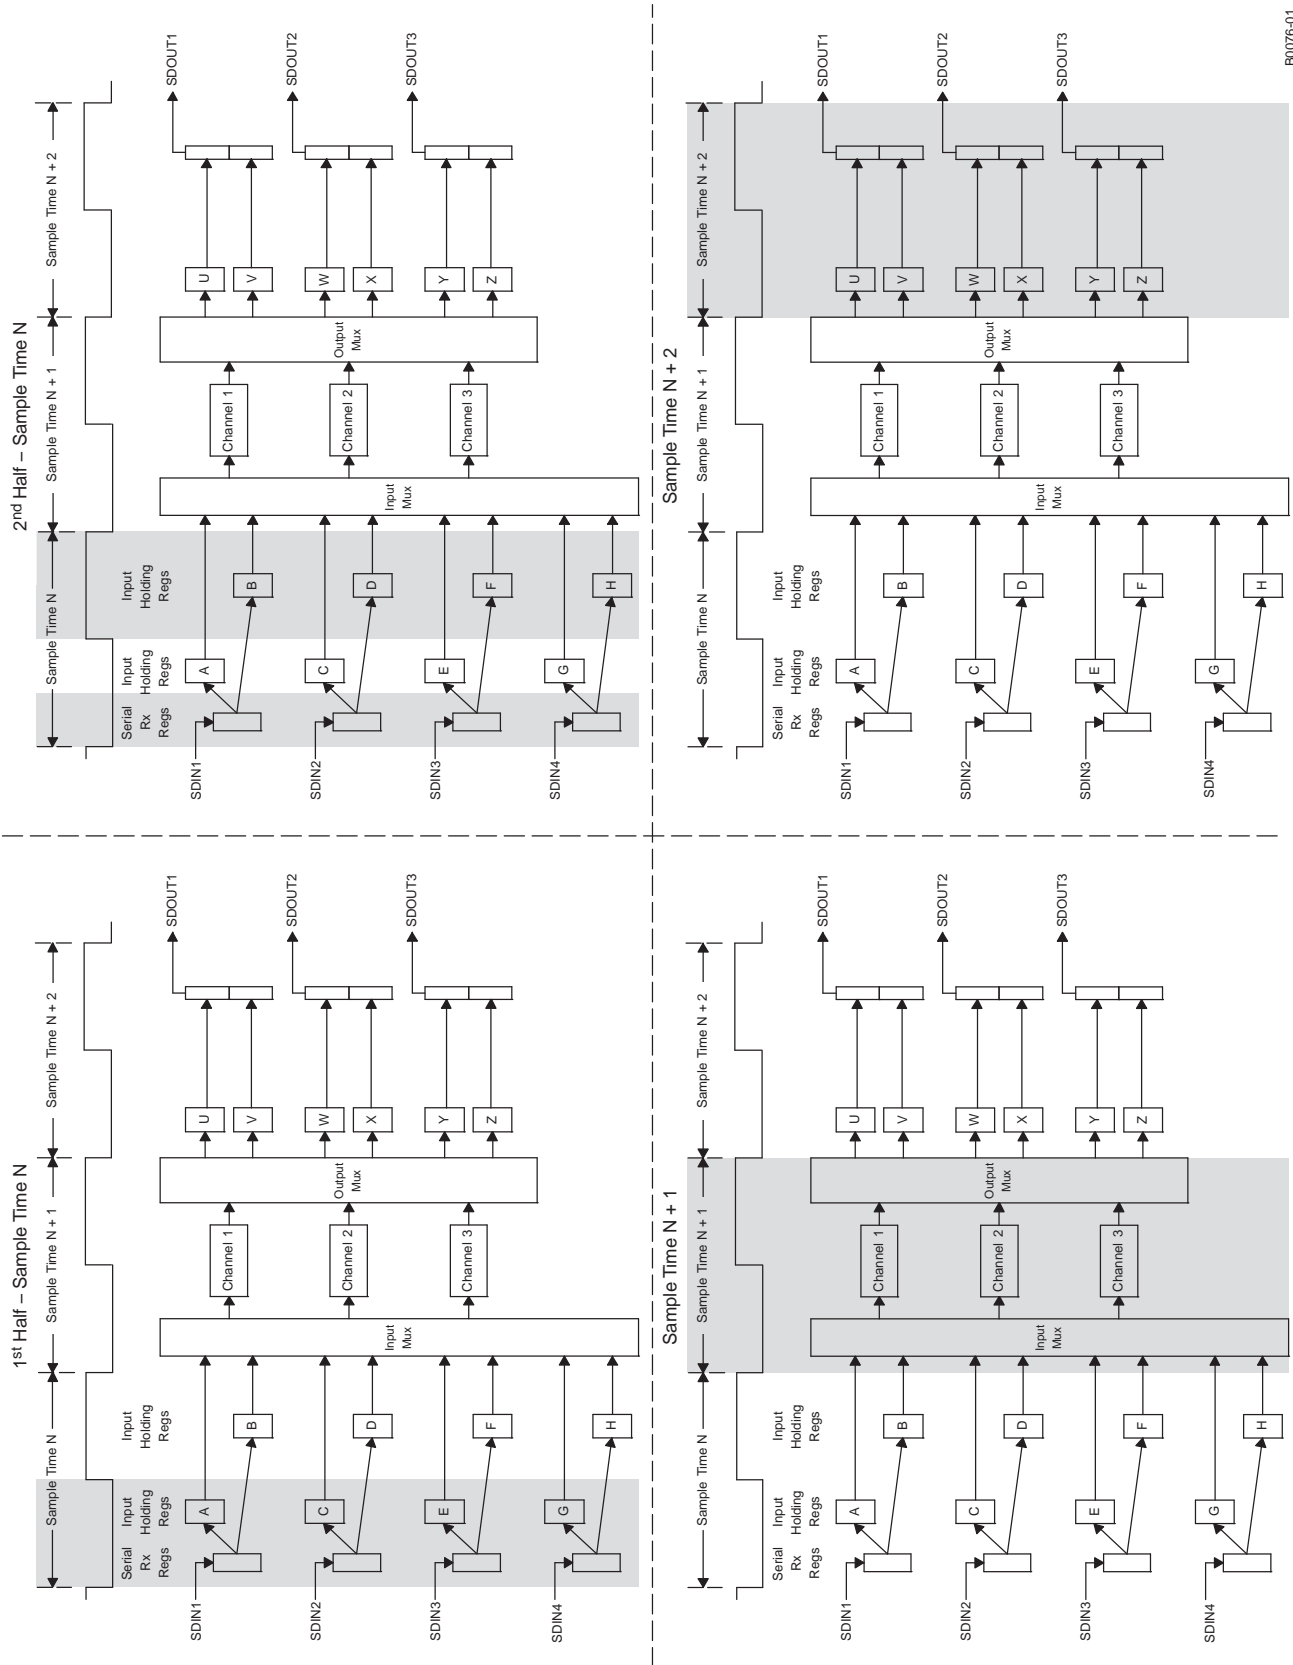 1st Half – Sample Time N
Sample Time N
Sample Time N + 1
Sample Time N + 2
Serial
Rx
Regs
Input
Holding
Regs
Input
Holding
Regs
SDIN1
A
B
SDIN2
C
D
SDIN3
E
F
SDIN4
G
H
Input
Mux
Channel 1
Channel 2
Channel 3
Output
Mux
U
V
W
X
Y
Z
SDOUT1
SDOUT2
SDOUT3
2nd Half – Sample Time N
Sample Time N
Sample Time N + 1
Sample Time N + 2
Serial
Rx
Regs
Input
Holding
Regs
Input
Holding
Regs
SDIN1
A
B
SDIN2
C
D
SDIN3
E
F
SDIN4
G
H
Input
Mux
Channel 1
Channel 2
Channel 3
Output
Mux
U
V
W
X
Y
Z
SDOUT1
SDOUT2
SDOUT3
Sample Time N + 1
Sample Time N
Sample Time N + 1
Sample Time N + 2
Serial
Rx
Regs
Input
Holding
Regs
Input
Holding
Regs
SDIN1
A
B
SDIN2
C
D
SDIN3
E
F
SDIN4
G
H
Input
Mux
Channel 1
Channel 2
Channel 3
Output
Mux
U
V
W
X
Y
Z
SDOUT1
SDOUT2
SDOUT3
Sample Time N + 2
Sample Time N
Sample Time N + 1
Sample Time N + 2
Serial
Rx
Regs
Input
Holding
Regs
Input
Holding
Regs
SDIN1
A
B
SDIN2
C
D
SDIN3
E
F
SDIN4
G
H
Input
Mux
Channel 1
Channel 2
Channel 3
Output
Mux
U
V
W
X
Y
Z
SDOUT1
SDOUT2
SDOUT3
B0076-01